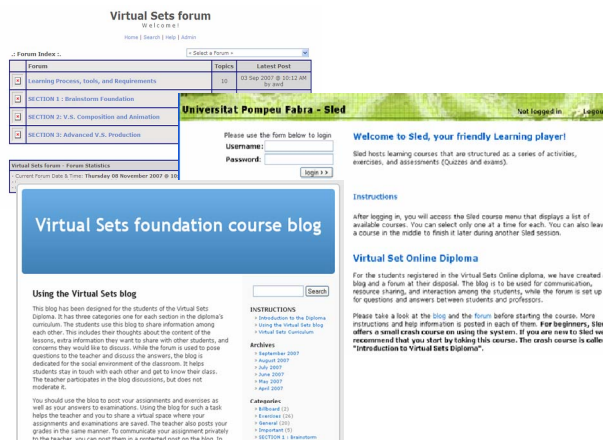 Virtual Sets forum
Welcome!
Home | Search | Help | Admin
.: Forum Index :.
« Select a Forum »
Forum Topics Latest Post
Learning Process, tools, and Requirements 10 03 Sep 2007 @ 10:12 AM
by awd
SECTION 1 : Brainstorm Foundation
SECTION 2: V.S. Composition and Animation
SECTION 3: Advanced V.S. Production
Virtual Sets forum - Forum Statistics
Current Forum Date & Time: Thursday 08 November 2007 @ 10:
Universitat Pompeu Fabra - Sled
Not logged in
Please use the form below to login
Username:
Password:
login >>
Welcome to Sled, your friendly Learning player!
Sled hosts learning courses that are structured as a series of activities,
exercises, and assessments (Quizzes and exams).
Instructions
After logging in, you will access the Sled course menu that displays a list of
available courses. You can select only one at a time for each. You can also
a course in the middle to finish it later during another Sled session.
Virtual Set Online Diploma
For the students registered in the Virtual Sets Online diploma, we have created
blog and a forum at their disposal. The blog is to be used for communication,
resource sharing, and interaction among the students, while the forum is set up
for questions and answers between students and professors.
Please take a look at the blog and the forum before starting the course. More
instructions and help information is posted in each of them. For beginners,
offers a small crash course on using the system. If you are new to Sled
recommend that you start by taking this course. The crash course is
"Introduction to Virtual Sets Diploma".
Virtual Sets foundation course blog
Using the Virtual Sets blog
This blog has been designed for the students of the Virtual Sets
Diploma. It has three categories one for each section in the diploma's
curriculum. The students use this blog to share information among
each other. This includes their thoughts about the content of the
lessons, extra information they want to share with other students, and
concerns they would like to discuss. While the forum is used to pose
questions to the teacher and discuss the answers, the blog is
dedicated for the social environment of the classroom. It helps
students stay in touch with each other and get to know their class.
The teacher participates in the blog discussions, but does not
moderate it.
You should use the blog to post your assignments and exercises as
well as your answers to examinations. Using the blog for such a task
helps the teacher and you to share a virtual space where your
assignments and examinations are saved. The teacher also posts your
grades in the same manner. To communicate your assignment privately
to the teacher, you can post them in a protected post on the blog. In
Search
INSTRUCTIONS
> Introduction to the Diploma
> Using the Virtual Sets blog
> Virtual Sets Curriculum
Archives
> September 2007
> August 2007
> July 2007
> June 2007
> May 2007
> April 2007
Categories
> Billboard (2)
> Exercises (26)
> General (20)
> Important (5)
> SECTION 1 : Brainstorm